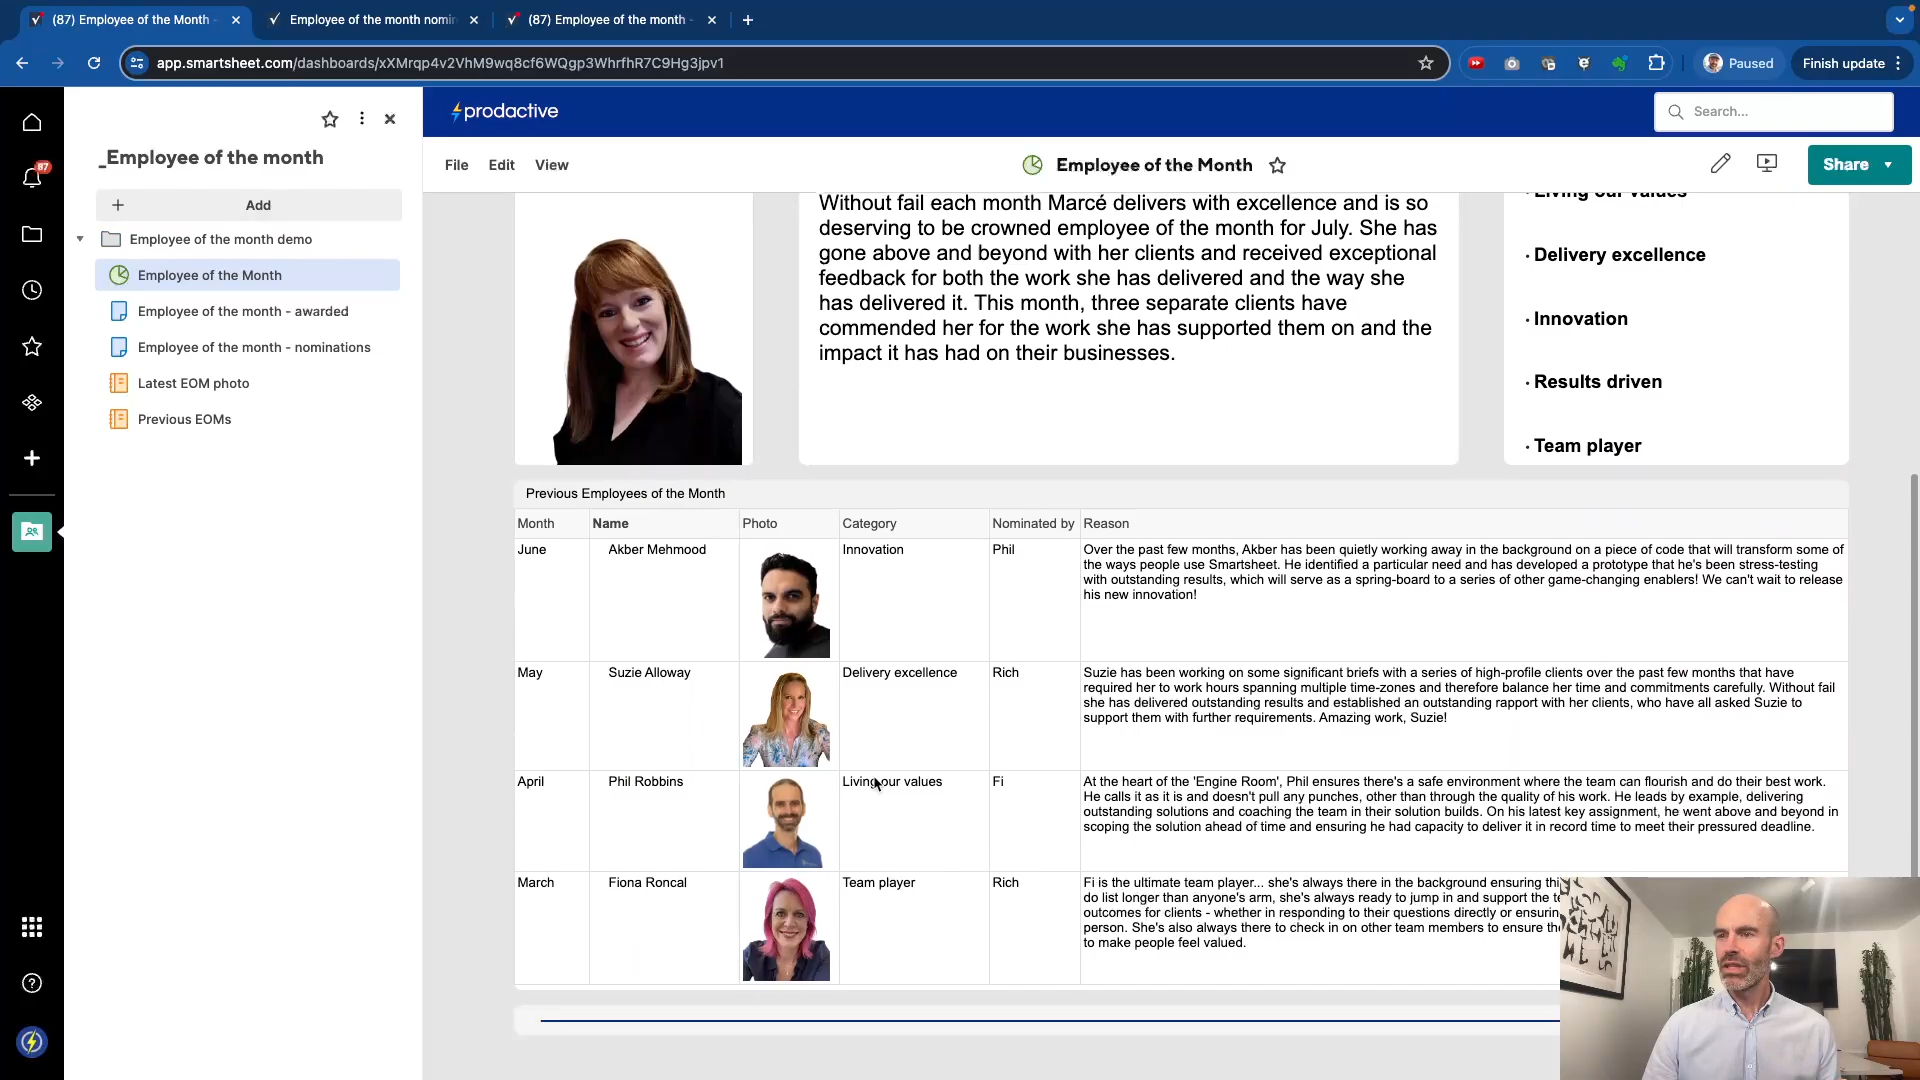 (87) Employee of the Month -
Employee of the month nomin
(87) Employee of the month -
app.smartsheet.com/dashboards/xXMrqp4v2VhM9wq8cf6WQgp3WhrfhR7C9Hg3jpv1
Paused
Finish update
87
_Employee of the month
Add
Employee of the month demo
Employee of the Month
Employee of the month - awarded
Employee of the month - nominations
Latest EOM photo
Previous EOMs
prodactive
Search...
File Edit View
Employee of the Month
Share
Without fail each month Marcé delivers with excellence and is so
deserving to be crowned employee of the month for July. She has
gone above and beyond with her clients and received exceptional
feedback for both the work she has delivered and the way she
has delivered it. This month, three separate clients have
commended her for the work she has supported them on and the
impact it has had on their businesses.
· Living our values
· Delivery excellence
· Innovation
· Results driven
· Team player
Previous Employees of the Month
Month Name Photo Category Nominated by Reason
June Akber Mehmood Innovation Phil
Over the past few months, Akber has been quietly working away in the background on a piece of code that will transform some of
the ways people use Smartsheet. He identified a particular need and has developed a prototype that he's been stress-testing
with outstanding results, which will serve as a spring-board to a series of other game-changing enablers! We can't wait to release
his new innovation!
May Suzie Alloway Delivery excellence Rich
Suzie has been working on some significant briefs with a series of high-profile clients over the past few months that have
required her to work hours spanning multiple time-zones and therefore balance her time and commitments carefully. Without fail
she has delivered outstanding results and established an outstanding rapport with her clients, who have all asked Suzie to
support them with further requirements. Amazing work, Suzie!
April Phil Robbins Living our values Fi
At the heart of the 'Engine Room', Phil ensures there's a safe environment where the team can flourish and do their best work.
He calls it as it is and doesn't pull any punches, other than through the quality of his work. He leads by example, delivering
outstanding solutions and coaching the team in their solution builds. On his latest key assignment, he went above and beyond in
scoping the solution ahead of time and ensuring he had capacity to deliver it in record time to meet their pressured deadline.
March Fiona Roncal Team player Rich
Fi is the ultimate team player... she's always there in the background ensuring thi
do list longer than anyone's arm, she's always ready to jump in and support the te
outcomes for clients - whether in responding to their questions directly or ensurin
person. She's also always there to check in on other team members to ensure the
to make people feel valued.